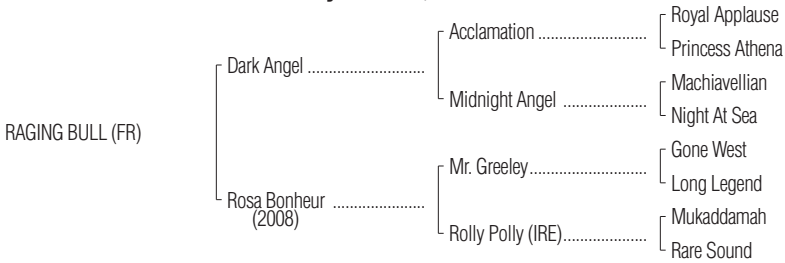 Royal Applause
Acclamation ..........................
Princess Athena
Dark Angel ............................
Machiavellian
Midnight Angel ....................
Night At Sea
RAGING BULL (FR)
Gone West
Mr. Greeley............................
Long Legend
Rosa Bonheur ......................
(2008)
Mukaddamah
Rolly Polly (IRE)....................
Rare Sound